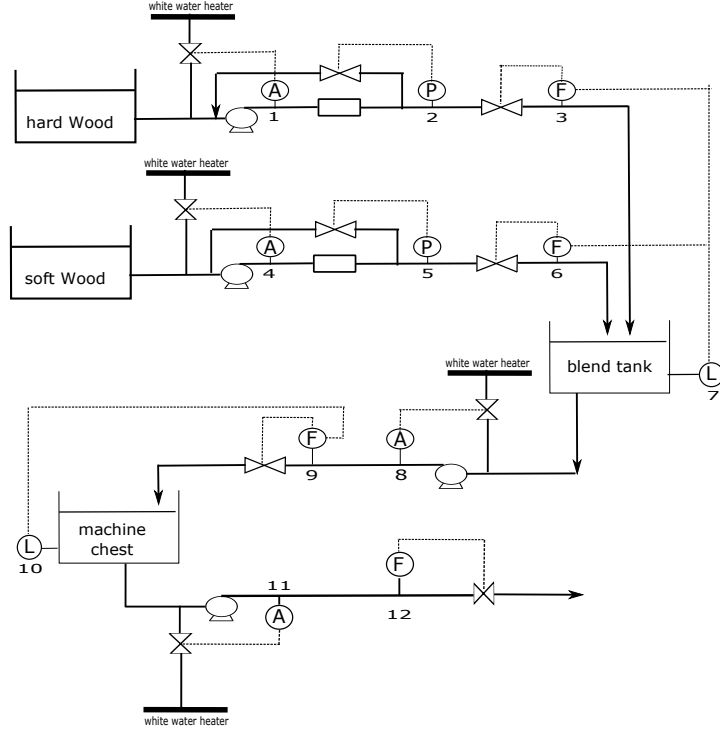 white water heater
A
P
F
1
2
3
hard Wood
white water heater
A
P
F
4
5
6
soft Wood
blend tank
L
7
white water heater
F
A
9
8
machine
chest
L
10
F
11
12
A
white water heater